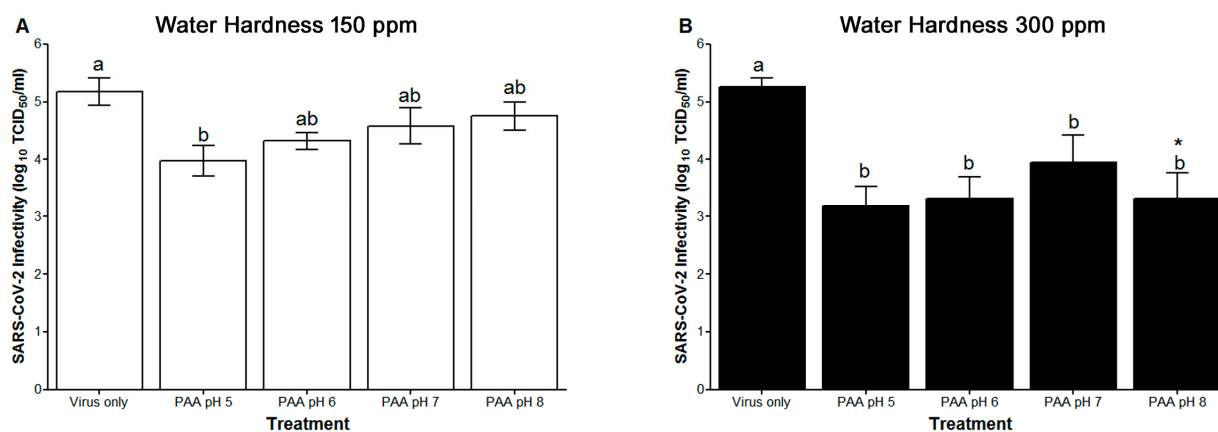 A
Water Hardness 150 ppm
SARS-CoV-2 Infectivity (log10 TCID50/ml)
6
5
4
3
2
1
0
a
b
ab
ab
ab
Virus only
PAA pH 5
PAA pH 6
PAA pH 7
PAA pH 8
Treatment
B
Water Hardness 300 ppm
SARS-CoV-2 Infectivity (log10 TCID50/ml)
6
5
4
3
2
1
0
a
b
b
b
*
b
Virus only
PAA pH 5
PAA pH 6
PAA pH 7
PAA pH 8
Treatment